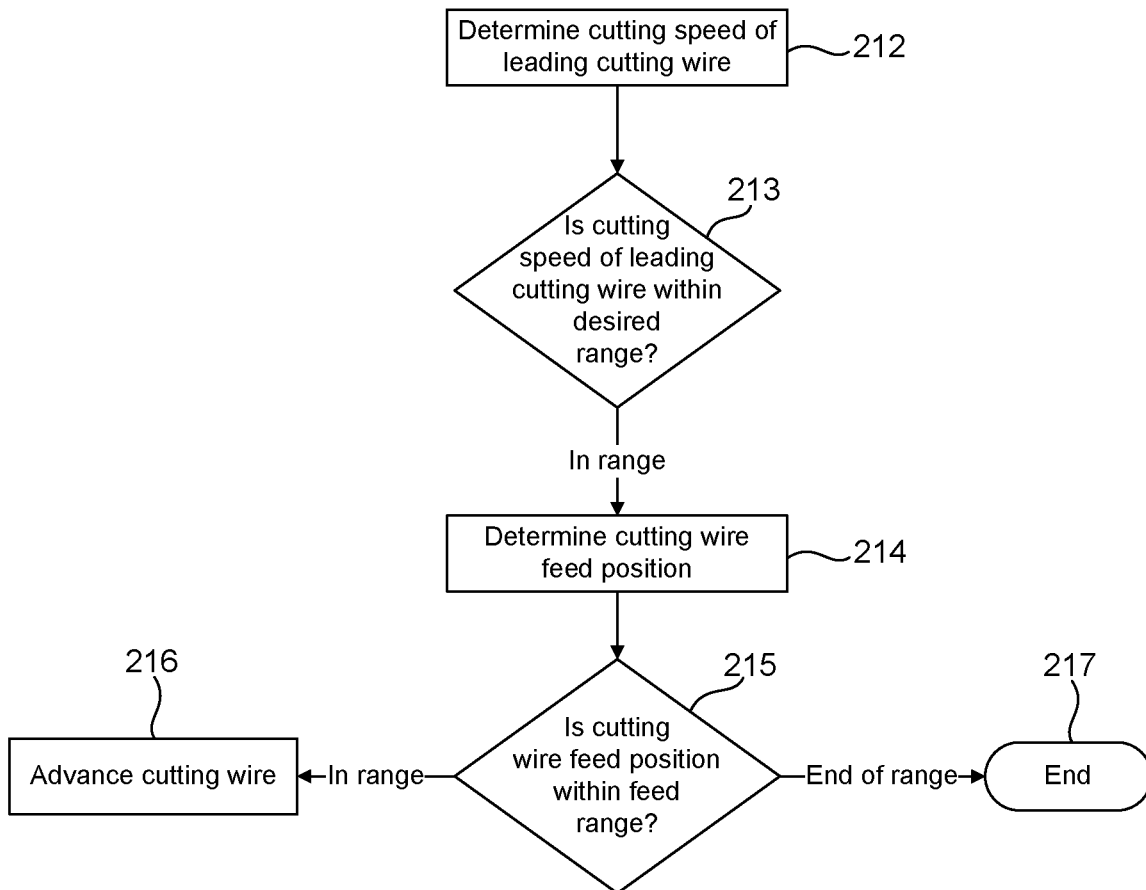 Determine cutting speed of
leading cutting wire
212
213
Is cutting
speed of leading
cutting wire within
desired
range?
In range
Determine cutting wire
feed position
214
216
215
217
Is cutting
wire feed position
within feed
range?
Advance cutting wire
In range
End of range
End